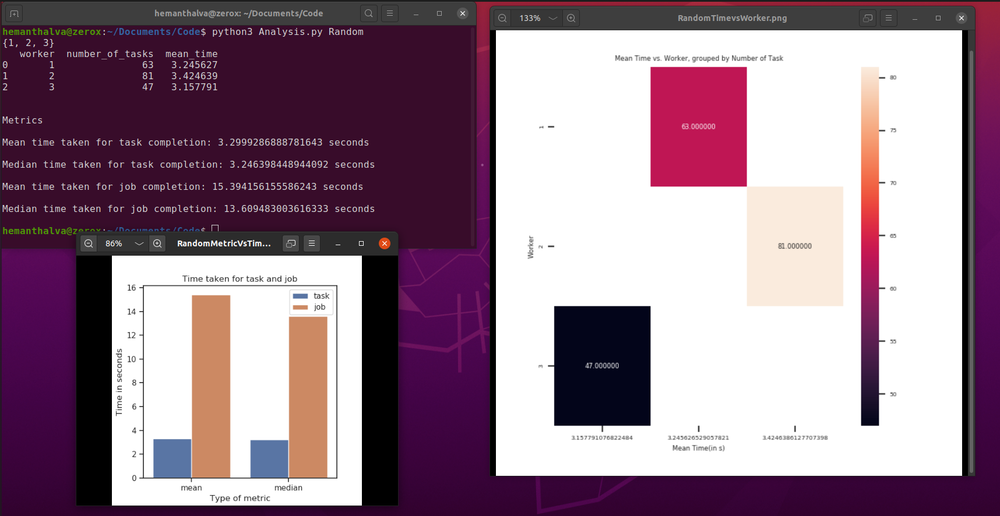 hemanthalva@zerox: ~/Documents/Code
hemanthalva@zerox:~/Documents/Code$ python3 Analysis.py Random
{1, 2, 3}
   worker  number_of_tasks  mean_time
0       1               63   3.245627
1       2               81   3.424639
2       3               47   3.157791
Metrics
Mean time taken for task completion: 3.2999286888781643 seconds
Median time taken for task completion: 3.246398448944092 seconds
Mean time taken for job completion: 15.394156155586243 seconds
Median time taken for job completion: 13.609483003616333 seconds
hemanthalva@zerox:~/Documents/Code$
86%
RandomMetricVsTim...
Time taken for task and job
task
job
16
14
12
10
8
6
4
2
0
Time in seconds
mean
median
Type of metric
133%
RandomTimevsWorker.png
Mean Time vs. Worker, grouped by Number of Task
63.000000
81.000000
47.000000
1
2
3
Worker
3.157791076822484
3.245626529057821
3.4246386127707398
Mean Time(in s)
80
75
70
65
60
55
50